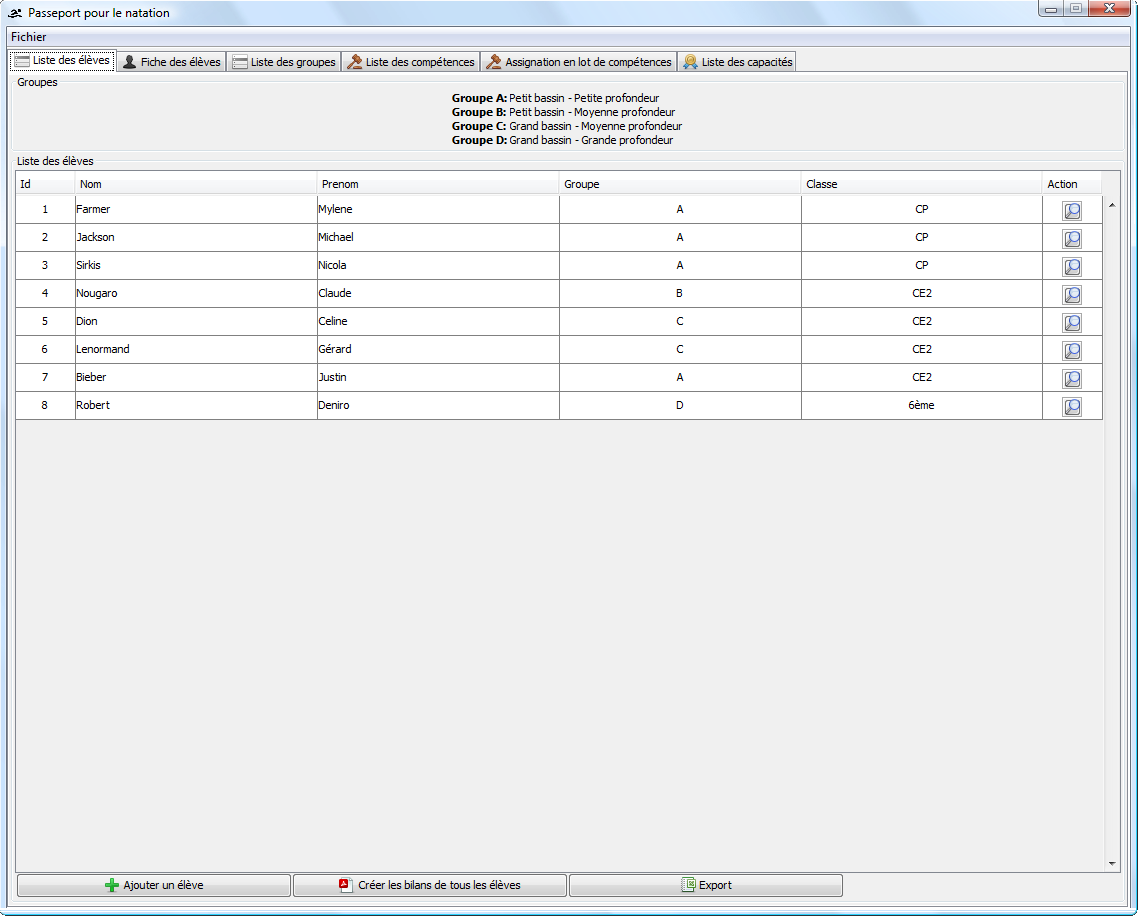 Passeport pour le natation
Fichier
Liste des élèves Fiche des élèves Liste des groupes Liste des compétences Assignation en lot de compétences Liste des capacités
Groupes
Groupe A: Petit bassin - Petite profondeur
Groupe B: Petit bassin - Moyenne profondeur
Groupe C: Grand bassin - Moyenne profondeur
Groupe D: Grand bassin - Grande profondeur
Liste des élèves
Id Nom Prenom Groupe Classe Action
1 Farmer Mylene A CP
2 Jackson Michael A CP
3 Sirkis Nicola A CP
4 Nougaro Claude B CE2
5 Dion Celine C CE2
6 Lenormand Gérard C CE2
7 Bieber Justin A CE2
8 Robert Deniro D 6ème
Ajouter un élève Créer les bilans de tous les élèves Export